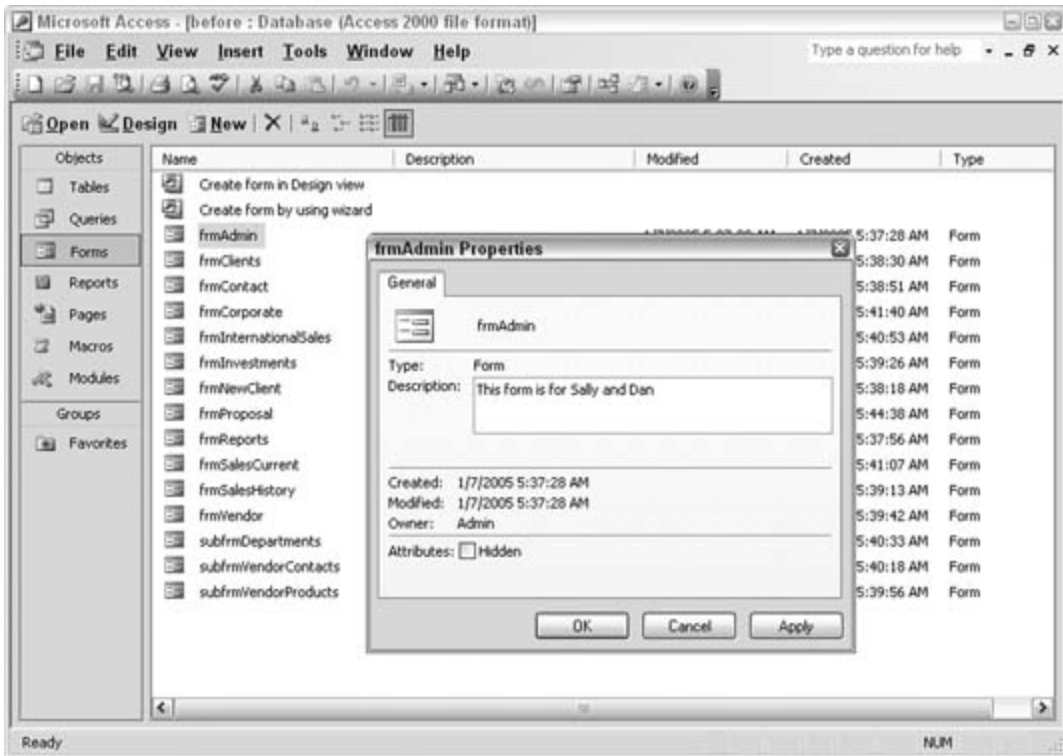 Microsoft Access - [before : Database (Access 2000 file format)]
File Edit View Insert Tools Window Help Type a question for help
Open Design New
Objects
Tables
Queries
Forms
Reports
Pages
Macros
Modules
Groups
Favorites
Name Description Modified Created Type
Create form in Design view
Create form by using wizard
frmAdmin 5:37:28 AM Form
frmClients 5:38:30 AM Form
frmContact 5:38:51 AM Form
frmCorporate 5:41:40 AM Form
frmInternationalSales 5:40:53 AM Form
frmInvestments 5:39:26 AM Form
frmNewClient 5:38:18 AM Form
frmProposal 5:44:38 AM Form
frmReports 5:37:56 AM Form
frmSalesCurrent 5:41:07 AM Form
frmSalesHistory 5:39:13 AM Form
frmVendor 5:39:42 AM Form
subfrmDepartments 5:40:33 AM Form
subfrmVendorContacts 5:40:18 AM Form
subfrmVendorProducts 5:39:56 AM Form
frmAdmin Properties
General
frmAdmin
Type: Form
Description: This form is for Sally and Dan
Created: 1/7/2005 5:37:28 AM
Modified: 1/7/2005 5:37:28 AM
Owner: Admin
Attributes: Hidden
OK Cancel Apply
Ready NUM